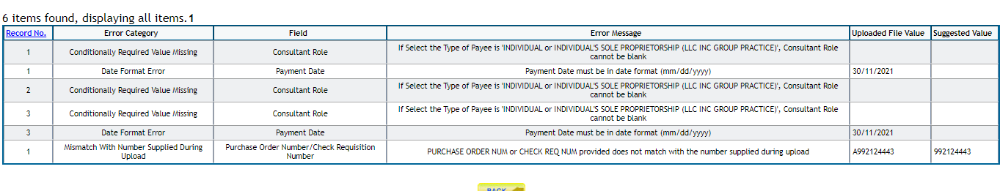 6 items found, displaying all items. 1
Record No. Error Category Field Error Message Uploaded File Value Suggested Value
1 Conditionally Required Value Missing Consultant Role If Select the Type of Payee is 'INDIVIDUAL or INDIVIDUAL'S SOLE PROPRIETORSHIP (LLC INC GROUP PRACTICE)', Consultant Role
cannot be blank
1 Date Format Error Payment Date Payment Date must be in date format (mm/dd/yyyy) 30/11/2021
2 Conditionally Required Value Missing Consultant Role If Select the Type of Payee is 'INDIVIDUAL or INDIVIDUAL'S SOLE PROPRIETORSHIP (LLC INC GROUP PRACTICE)', Consultant Role
cannot be blank
3 Conditionally Required Value Missing Consultant Role If Select the Type of Payee is 'INDIVIDUAL or INDIVIDUAL'S SOLE PROPRIETORSHIP (LLC INC GROUP PRACTICE)', Consultant Role
cannot be blank
3 Date Format Error Payment Date Payment Date must be in date format (mm/dd/yyyy) 30/11/2021
1 Mismatch With Number Supplied During
Upload Purchase Order Number/Check Requisition
Number PURCHASE ORDER NUM or CHECK REQ NUM provided does not match with the number supplied during upload A992124443 992124443
BACK